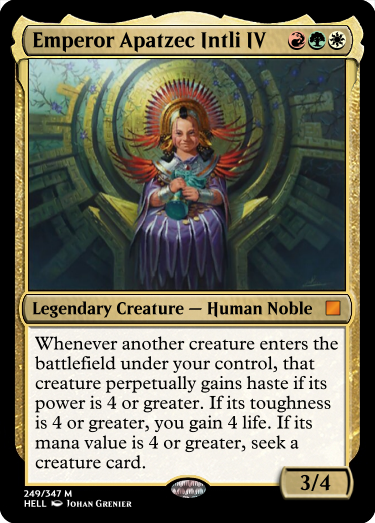 Emperor Apatzec Intli IV
Legendary Creature — Human Noble
Whenever another creature enters the
battlefield under your control, that
creature perpetually gains haste if its
power is 4 or greater. If its toughness
is 4 or greater, you gain 4 life. If its
mana value is 4 or greater, seek a
creature card.
3/4
249/347 M
HELL Johan Grenier